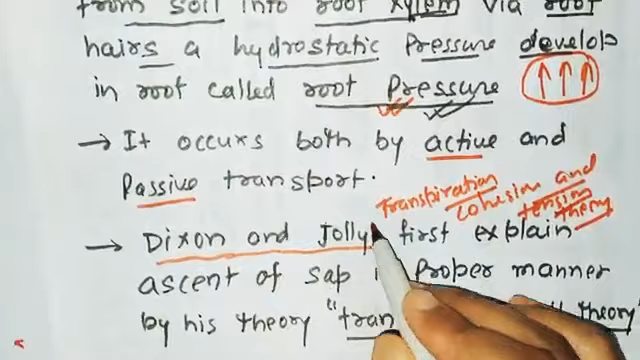 from soil into root xylem via root
hairs a hydrostatic pressure develop
in root called root pressure
→ It occurs both by active and
passive transport.
transpiration
cohesion and
tension
theory
→ Dixon and Jolly first explain
ascent of sap proper manner
by his theory "tran theory"